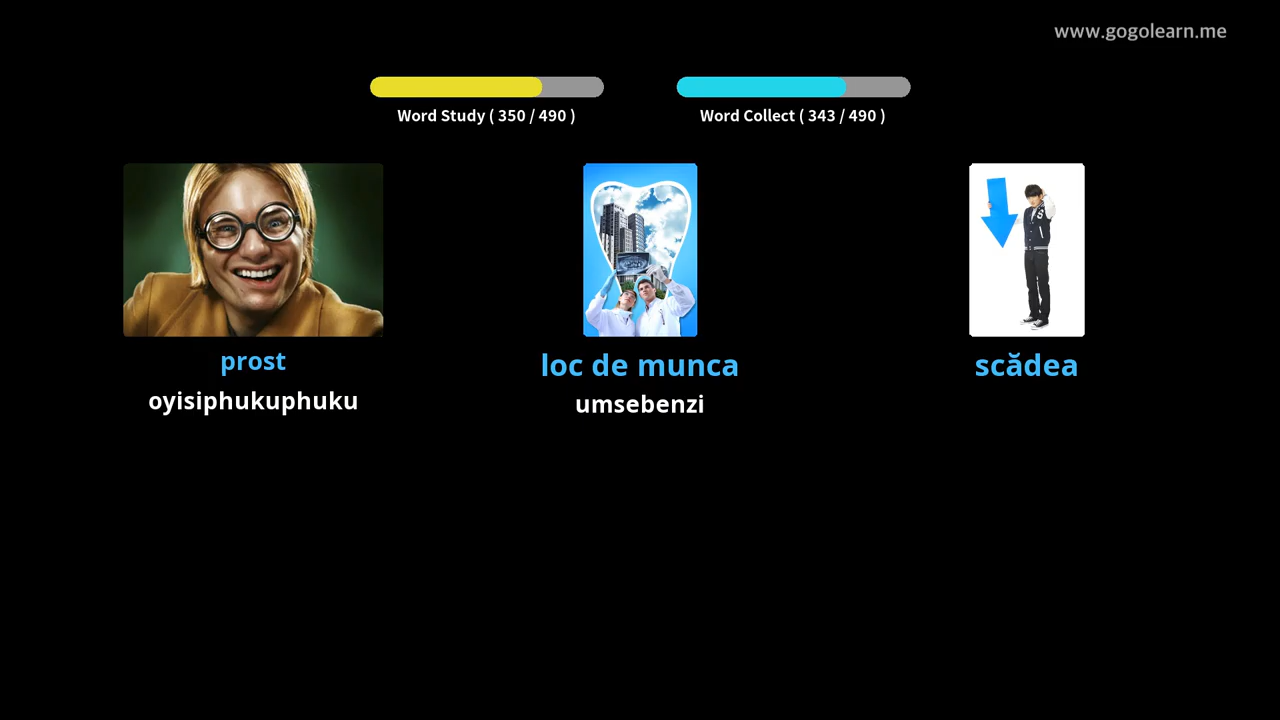 www.gogolearn.me
Word Study ( 350 / 490 )
Word Collect ( 343 / 490 )
prost
oyisiphukuphuku
loc de munca
umsebenzi
scădea